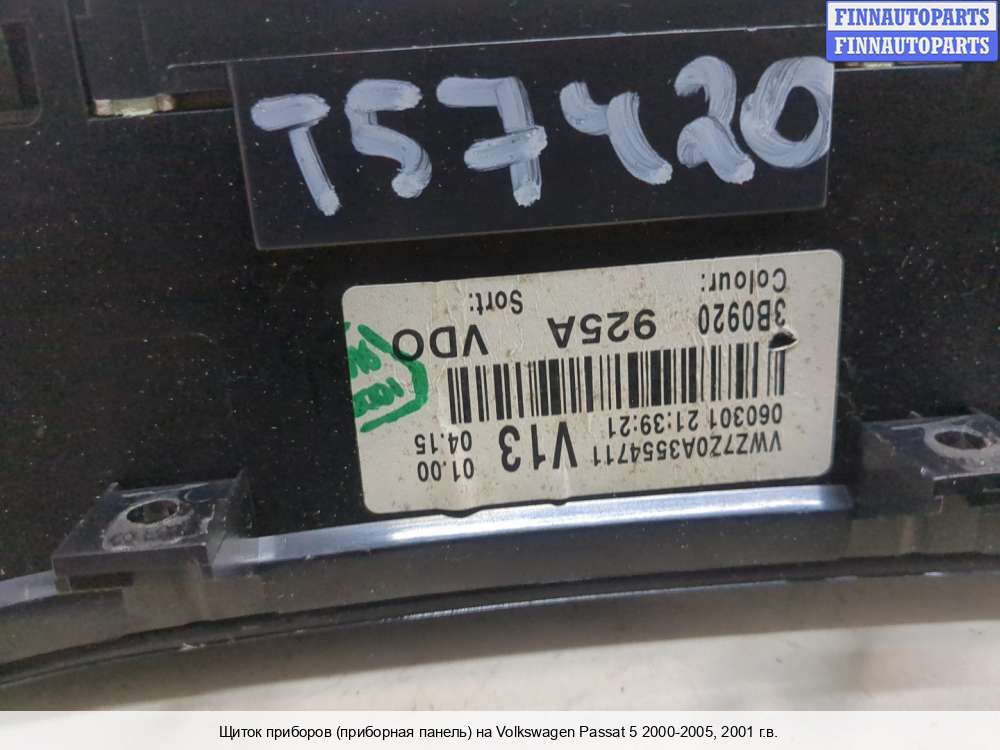 FINNAUTOPARTS
FINNAUTOPARTS
T57420
VWZ7Z0A3554711 V13 01.00
060301 21:39:21 04.15
3B0920 925A VDO
Colour: Sort:
Щиток приборов (приборная панель) на Volkswagen Passat 5 2000-2005, 2001 г.в.